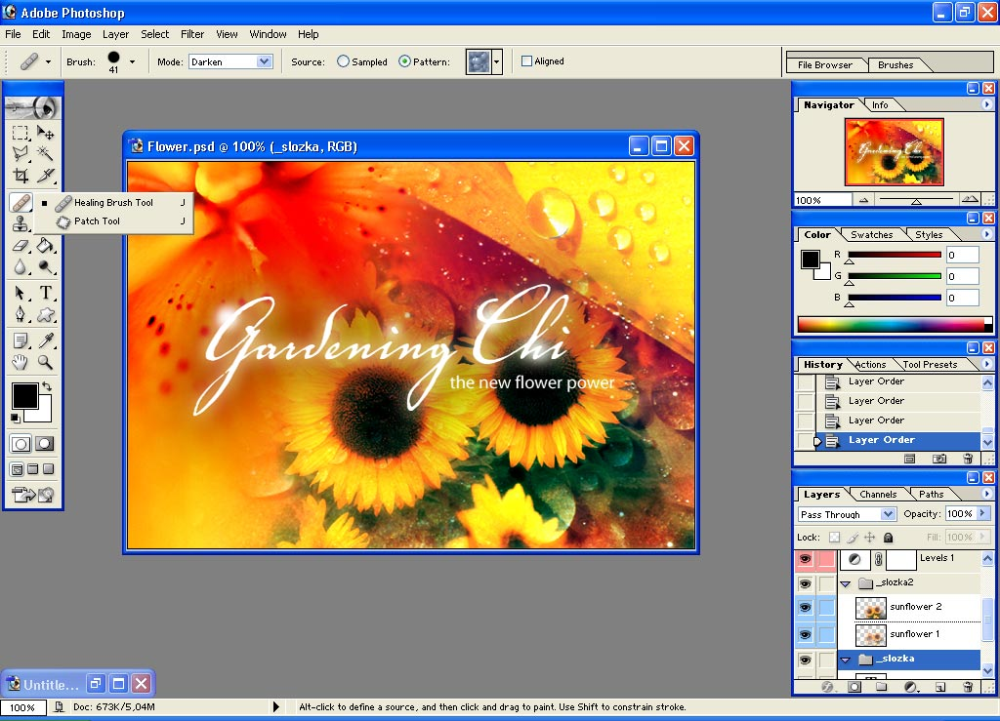 Adobe Photoshop
File Edit Image Layer Select Filter View Window Help
Brush: 41 Mode: Darken Source: Sampled Pattern: Aligned
File Browser Brushes
Flower.psd @ 100% (_slozka, RGB)
Healing Brush Tool J
Patch Tool J
T
Gardening Chi
the new flower power
Navigator Info
Gardening Chi
100%
Color Swatches Styles
R 0
G 0
B 0
History Actions Tool Presets
Layer Order
Layer Order
Layer Order
Layer Order
Layers Channels Paths
Pass Through Opacity: 100%
Lock: Fill: 100%
Levels 1
_slozka2
sunflower 2
sunflower 1
_slozka
Untitle...
100% Doc: 673K/5,04M Alt-click to define a source, and then click and drag to paint. Use Shift to constrain stroke.